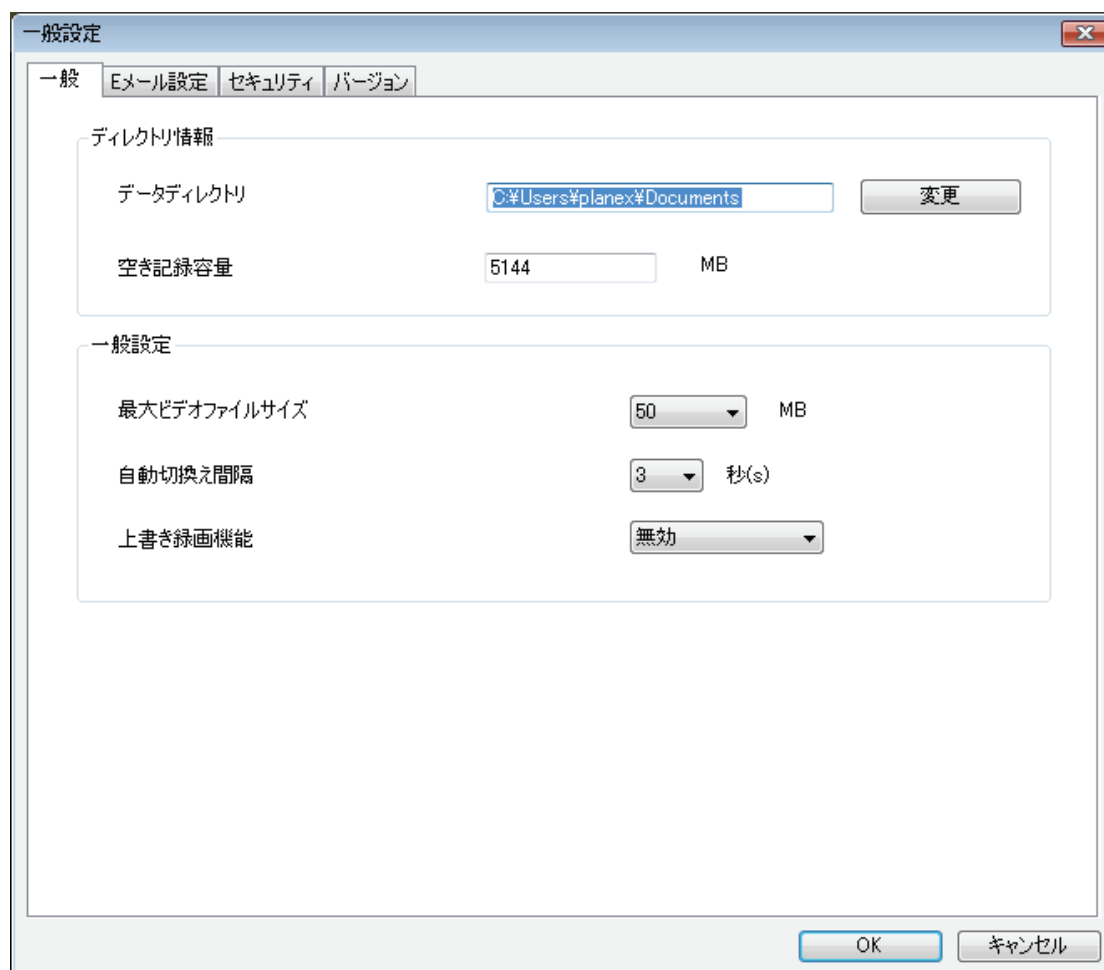 一般設定
一般 Eメール設定 セキュリティ バージョン
ディレクトリ情報
データディレクトリ C:¥Users¥planex¥Documents 変更
空き記録容量 5144 MB
一般設定
最大ビデオファイルサイズ 50 MB
自動切換え間隔 3 秒(s)
上書き録画機能 無効
OK キャンセル